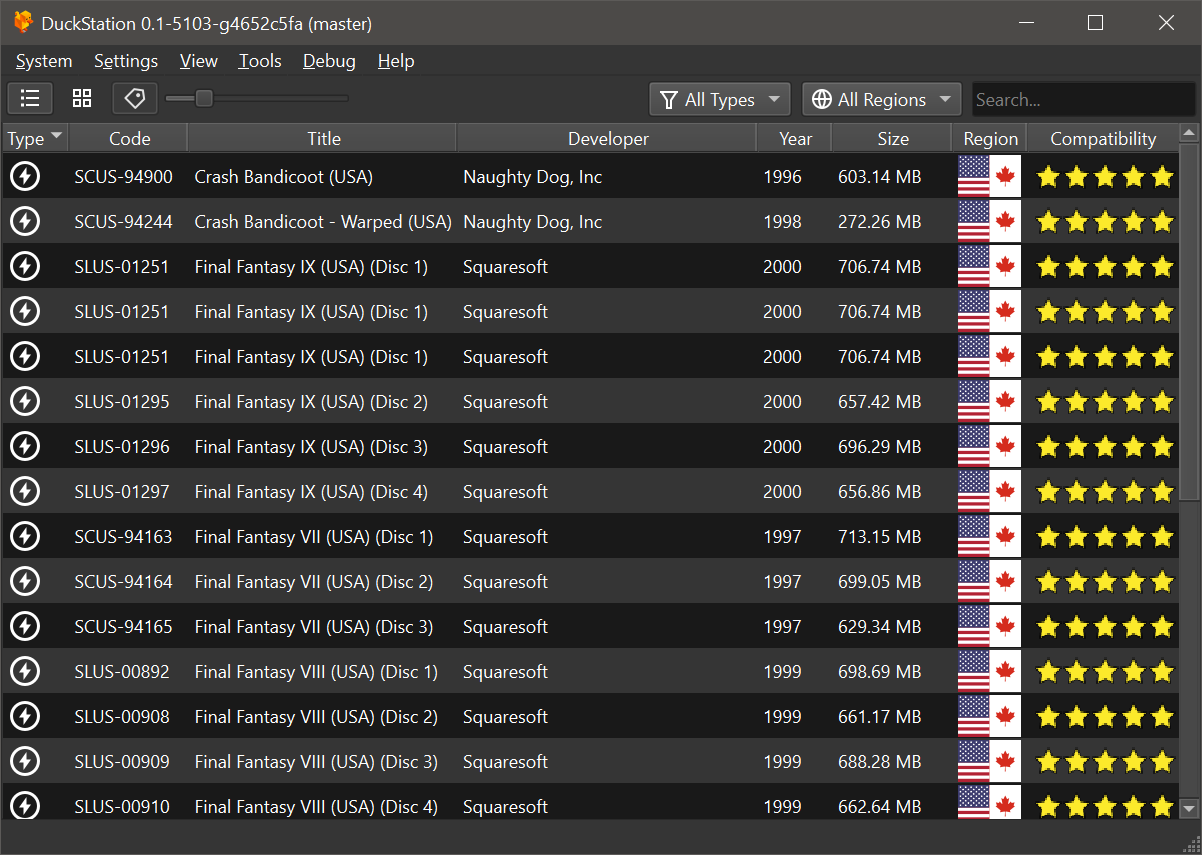 DuckStation 0.1-5103-g4652c5fa (master)
System Settings View Tools Debug Help
All Types All Regions Search...
Type Code Title Developer Year Size Region Compatibility
SCUS-94900 Crash Bandicoot (USA) Naughty Dog, Inc 1996 603.14 MB
SCUS-94244 Crash Bandicoot - Warped (USA) Naughty Dog, Inc 1998 272.26 MB
SLUS-01251 Final Fantasy IX (USA) (Disc 1) Squaresoft 2000 706.74 MB
SLUS-01251 Final Fantasy IX (USA) (Disc 1) Squaresoft 2000 706.74 MB
SLUS-01251 Final Fantasy IX (USA) (Disc 1) Squaresoft 2000 706.74 MB
SLUS-01295 Final Fantasy IX (USA) (Disc 2) Squaresoft 2000 657.42 MB
SLUS-01296 Final Fantasy IX (USA) (Disc 3) Squaresoft 2000 696.29 MB
SLUS-01297 Final Fantasy IX (USA) (Disc 4) Squaresoft 2000 656.86 MB
SCUS-94163 Final Fantasy VII (USA) (Disc 1) Squaresoft 1997 713.15 MB
SCUS-94164 Final Fantasy VII (USA) (Disc 2) Squaresoft 1997 699.05 MB
SCUS-94165 Final Fantasy VII (USA) (Disc 3) Squaresoft 1997 629.34 MB
SLUS-00892 Final Fantasy VIII (USA) (Disc 1) Squaresoft 1999 698.69 MB
SLUS-00908 Final Fantasy VIII (USA) (Disc 2) Squaresoft 1999 661.17 MB
SLUS-00909 Final Fantasy VIII (USA) (Disc 3) Squaresoft 1999 688.28 MB
SLUS-00910 Final Fantasy VIII (USA) (Disc 4) Squaresoft 1999 662.64 MB